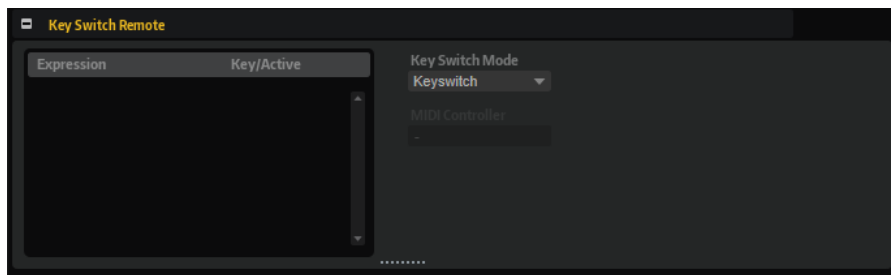 Key Switch Remote
Expression Key/Active
Key Switch Mode
Keyswitch
MIDI Controller
-